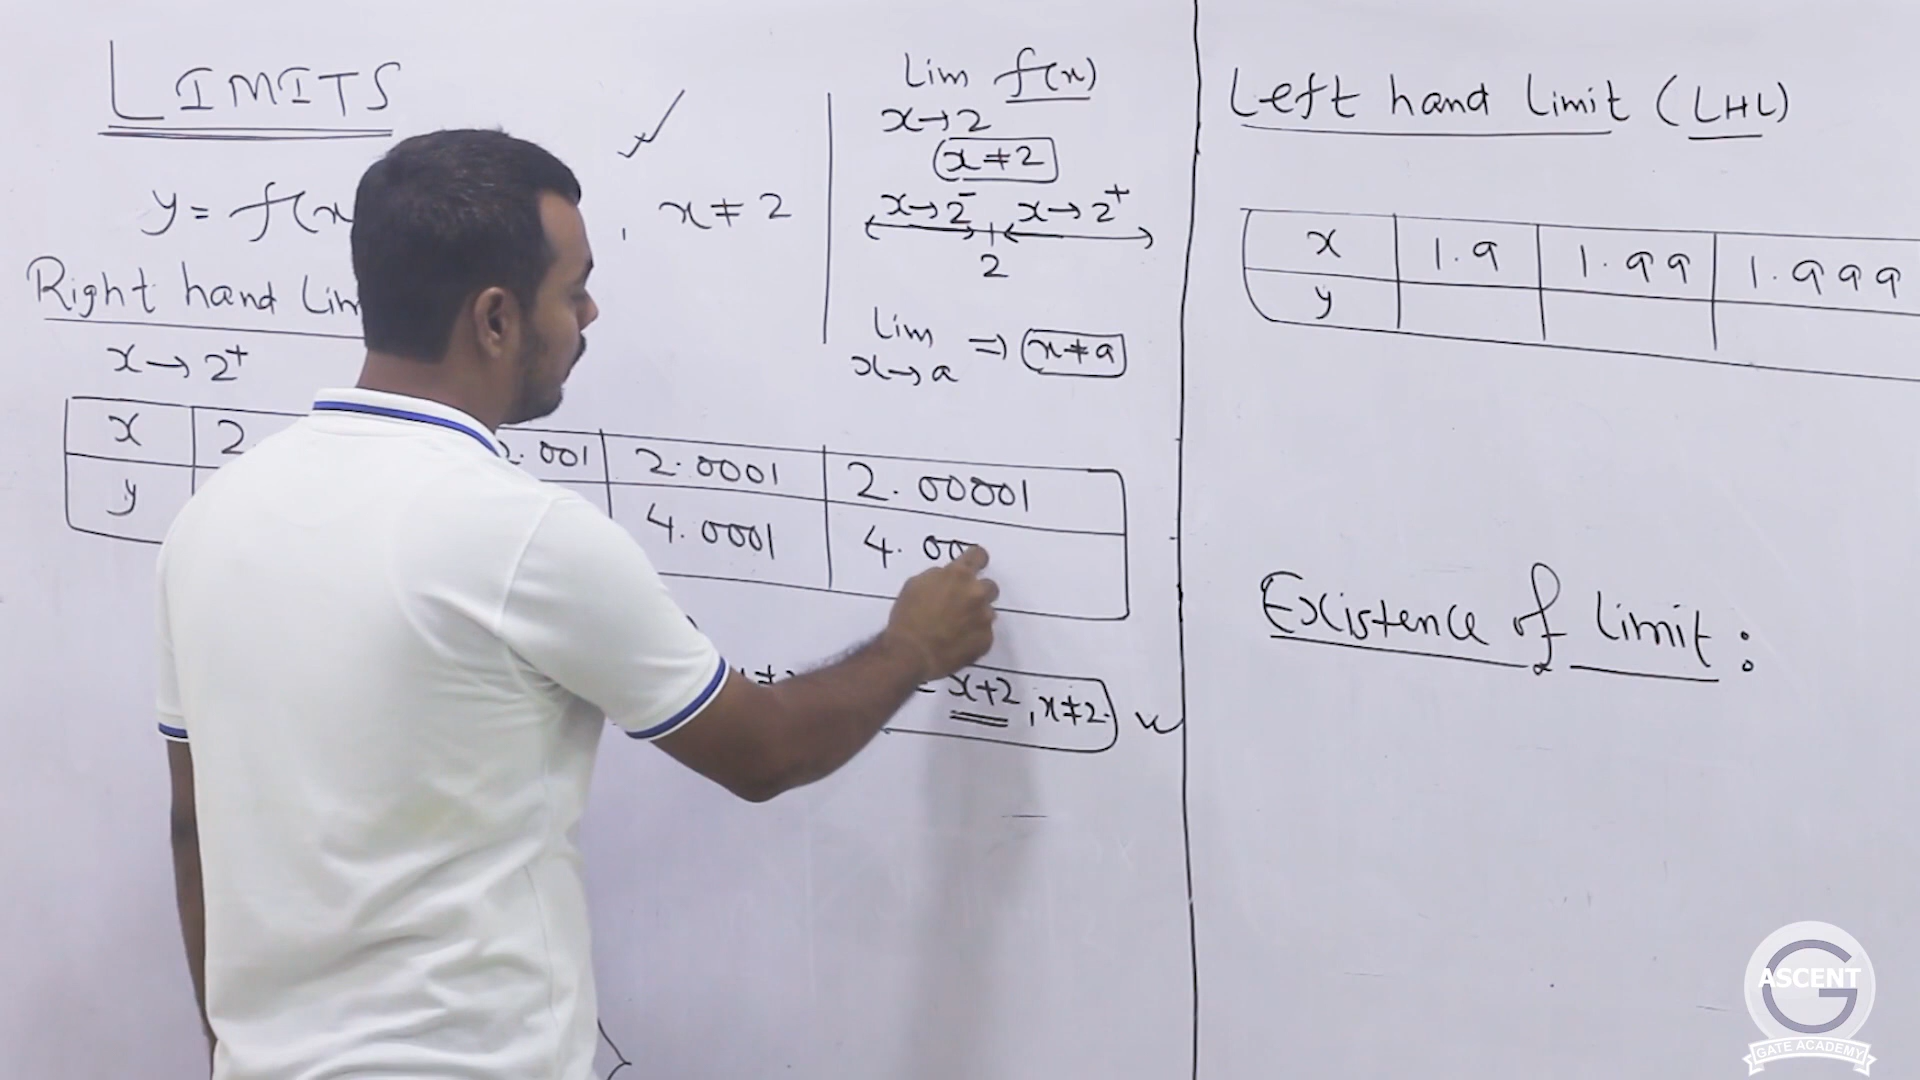 LIMITS
y = f(x
, x ≠ 2
Right hand Lim
x → 2⁺
x 2. 2.001 2.0001 2.00001
y 4.0001 4.00
x+2, x ≠ 2.
Lim f(x)
x → 2
x ≠ 2
x → 2⁻ x → 2⁺
2
Lim ⇒ x ≠ a
x → a
Left hand limit (LHL)
x 1.9 1.99 1.999
y
Existence of limit :
ASCENT
G
GATE ACADEMY